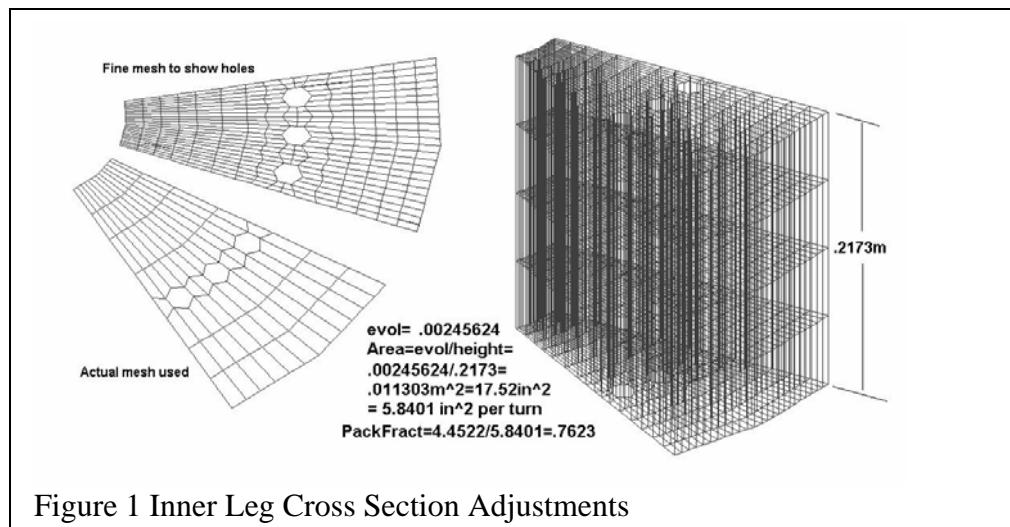 Fine mesh to show holes
Actual mesh used
evol= .00245624
Area=evol/height=
.00245624/.2173=
.011303m^2=17.52in^2
= 5.8401 in^2 per turn
PackFract=4.4522/5.8401=.7623
.2173m
Figure 1 Inner Leg Cross Section Adjustments